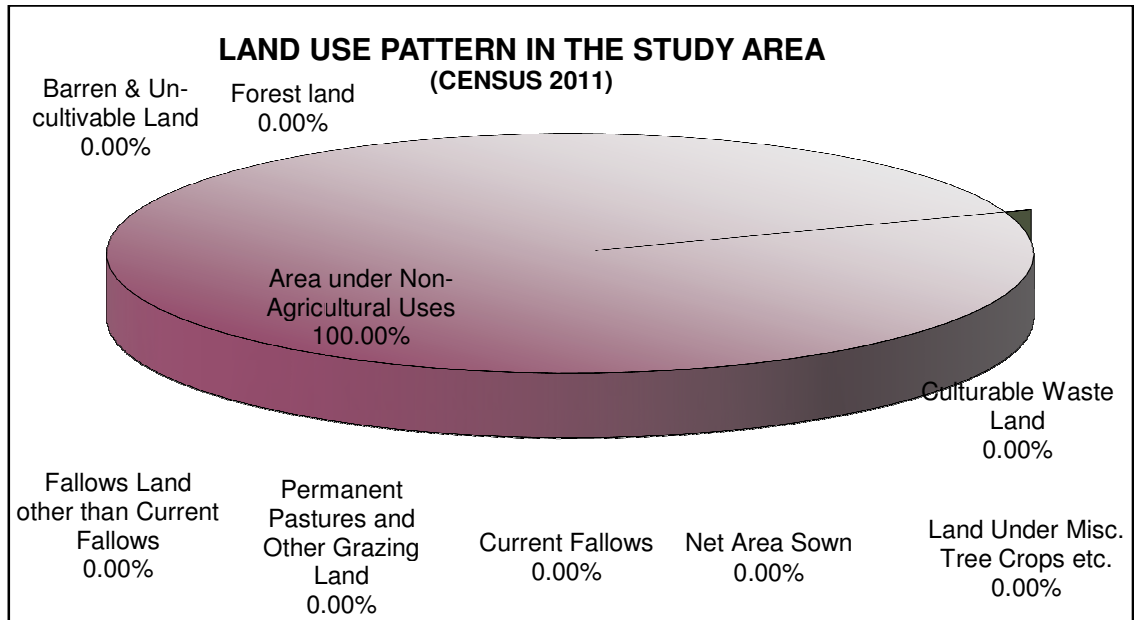 LAND USE PATTERN IN THE STUDY AREA
(CENSUS 2011)
Barren & Un-
cultivable Land
0.00%
Forest land
0.00%
Area under Non-
Agricultural Uses
100.00%
Culturable Waste
Land
0.00%
Fallows Land
other than Current
Fallows
0.00%
Permanent
Pastures and
Other Grazing
Land
0.00%
Current Fallows
0.00%
Net Area Sown
0.00%
Land Under Misc.
Tree Crops etc.
0.00%